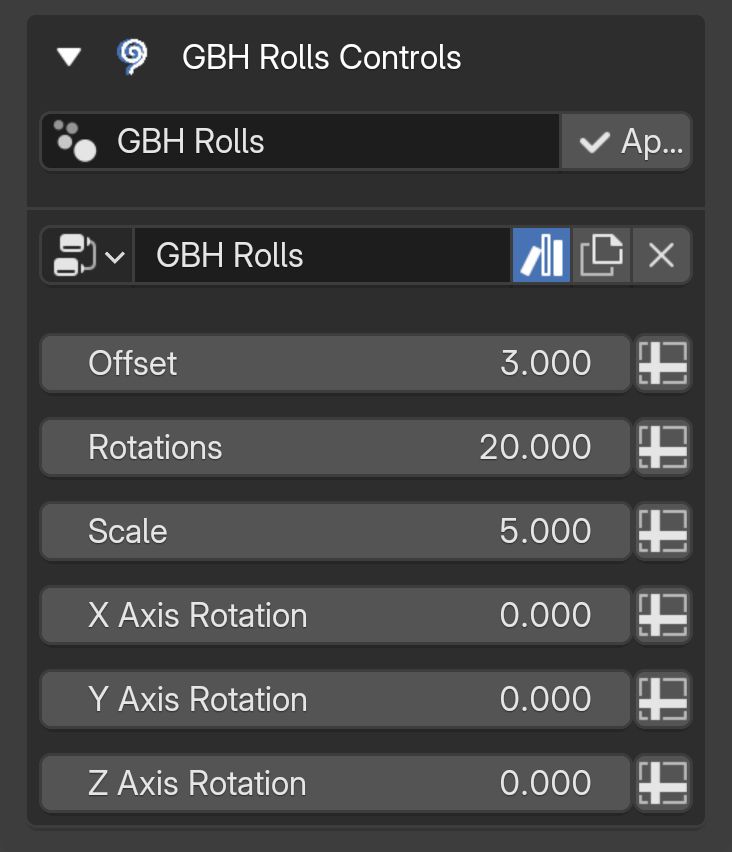 GBH Rolls Controls
GBH Rolls Ap...
GBH Rolls
Offset 3.000
Rotations 20.000
Scale 5.000
X Axis Rotation 0.000
Y Axis Rotation 0.000
Z Axis Rotation 0.000